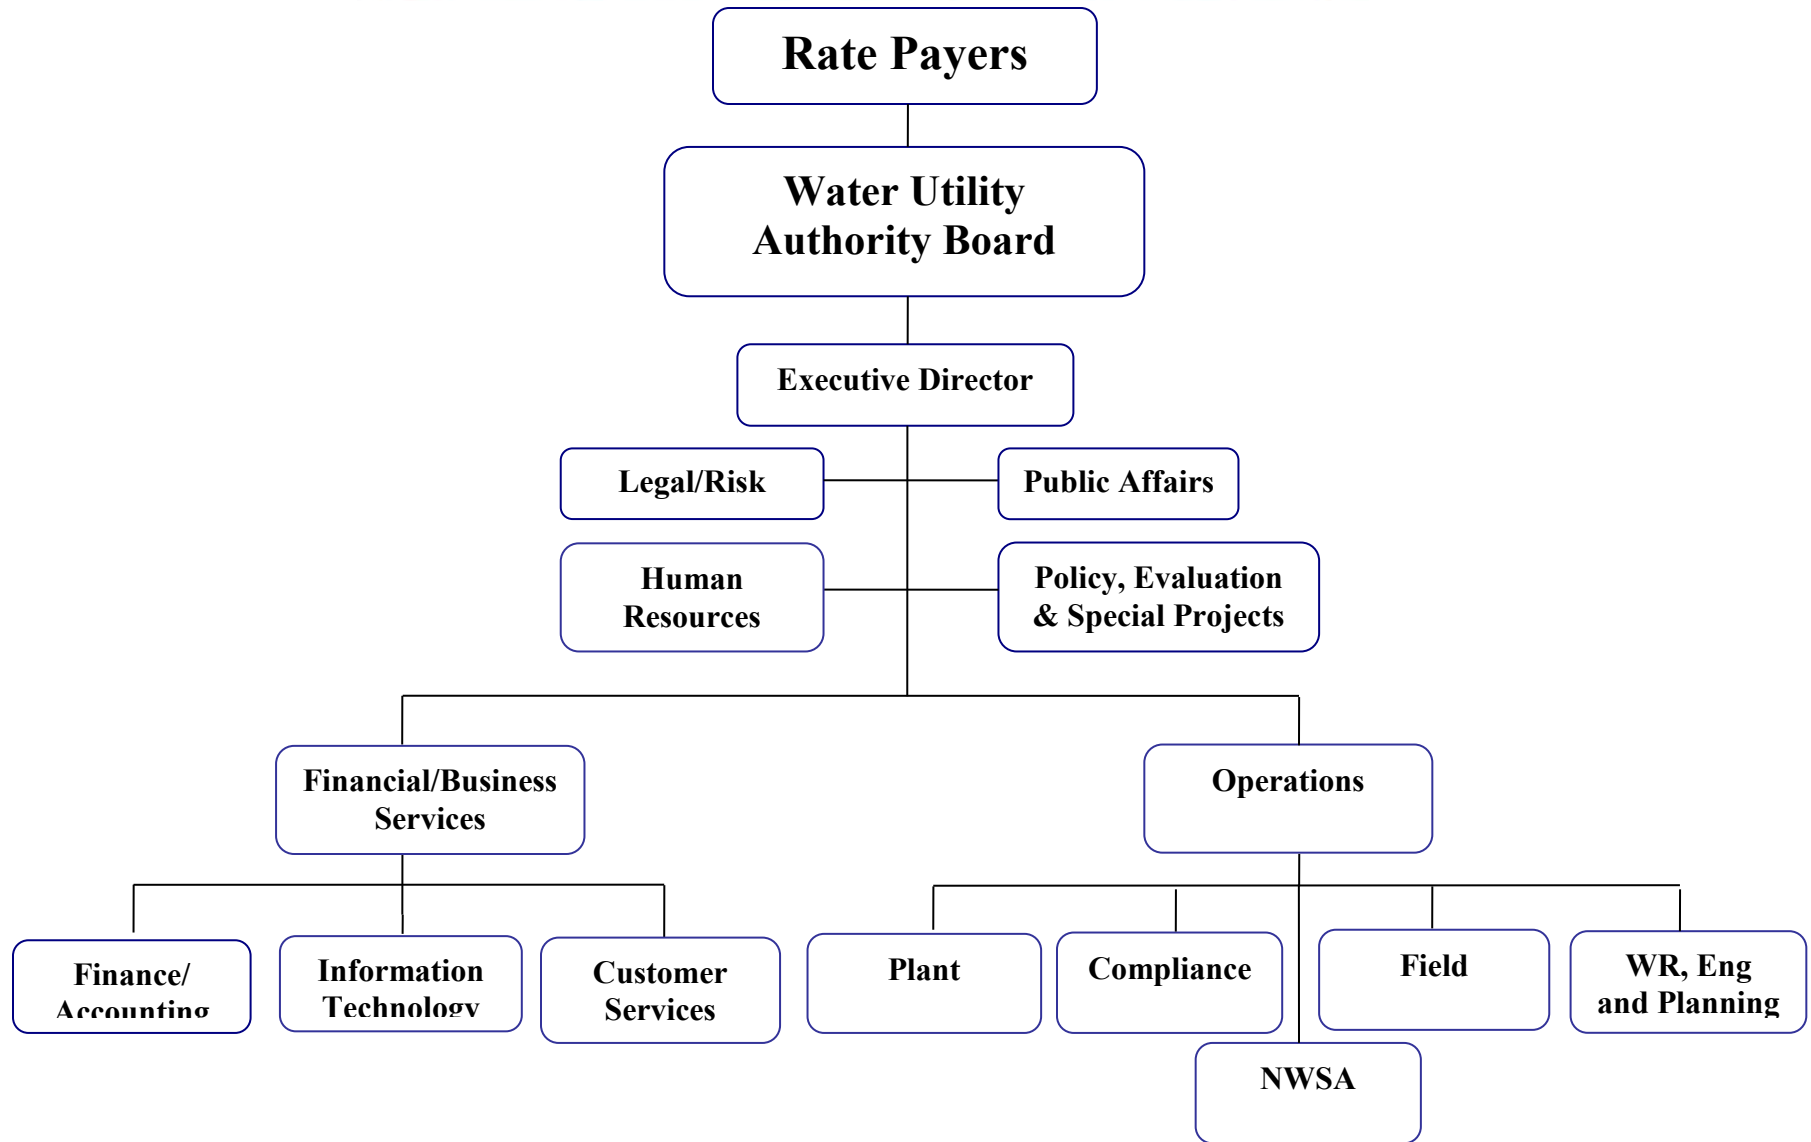 Rate Payers
Water Utility
Authority Board
Executive Director
Legal/Risk
Public Affairs
Human
Resources
Policy, Evaluation
& Special Projects
Financial/Business
Services
Operations
Finance/
Accounting
Information
Technology
Customer
Services
Plant
Compliance
Field
WR, Eng
and Planning
NWSA